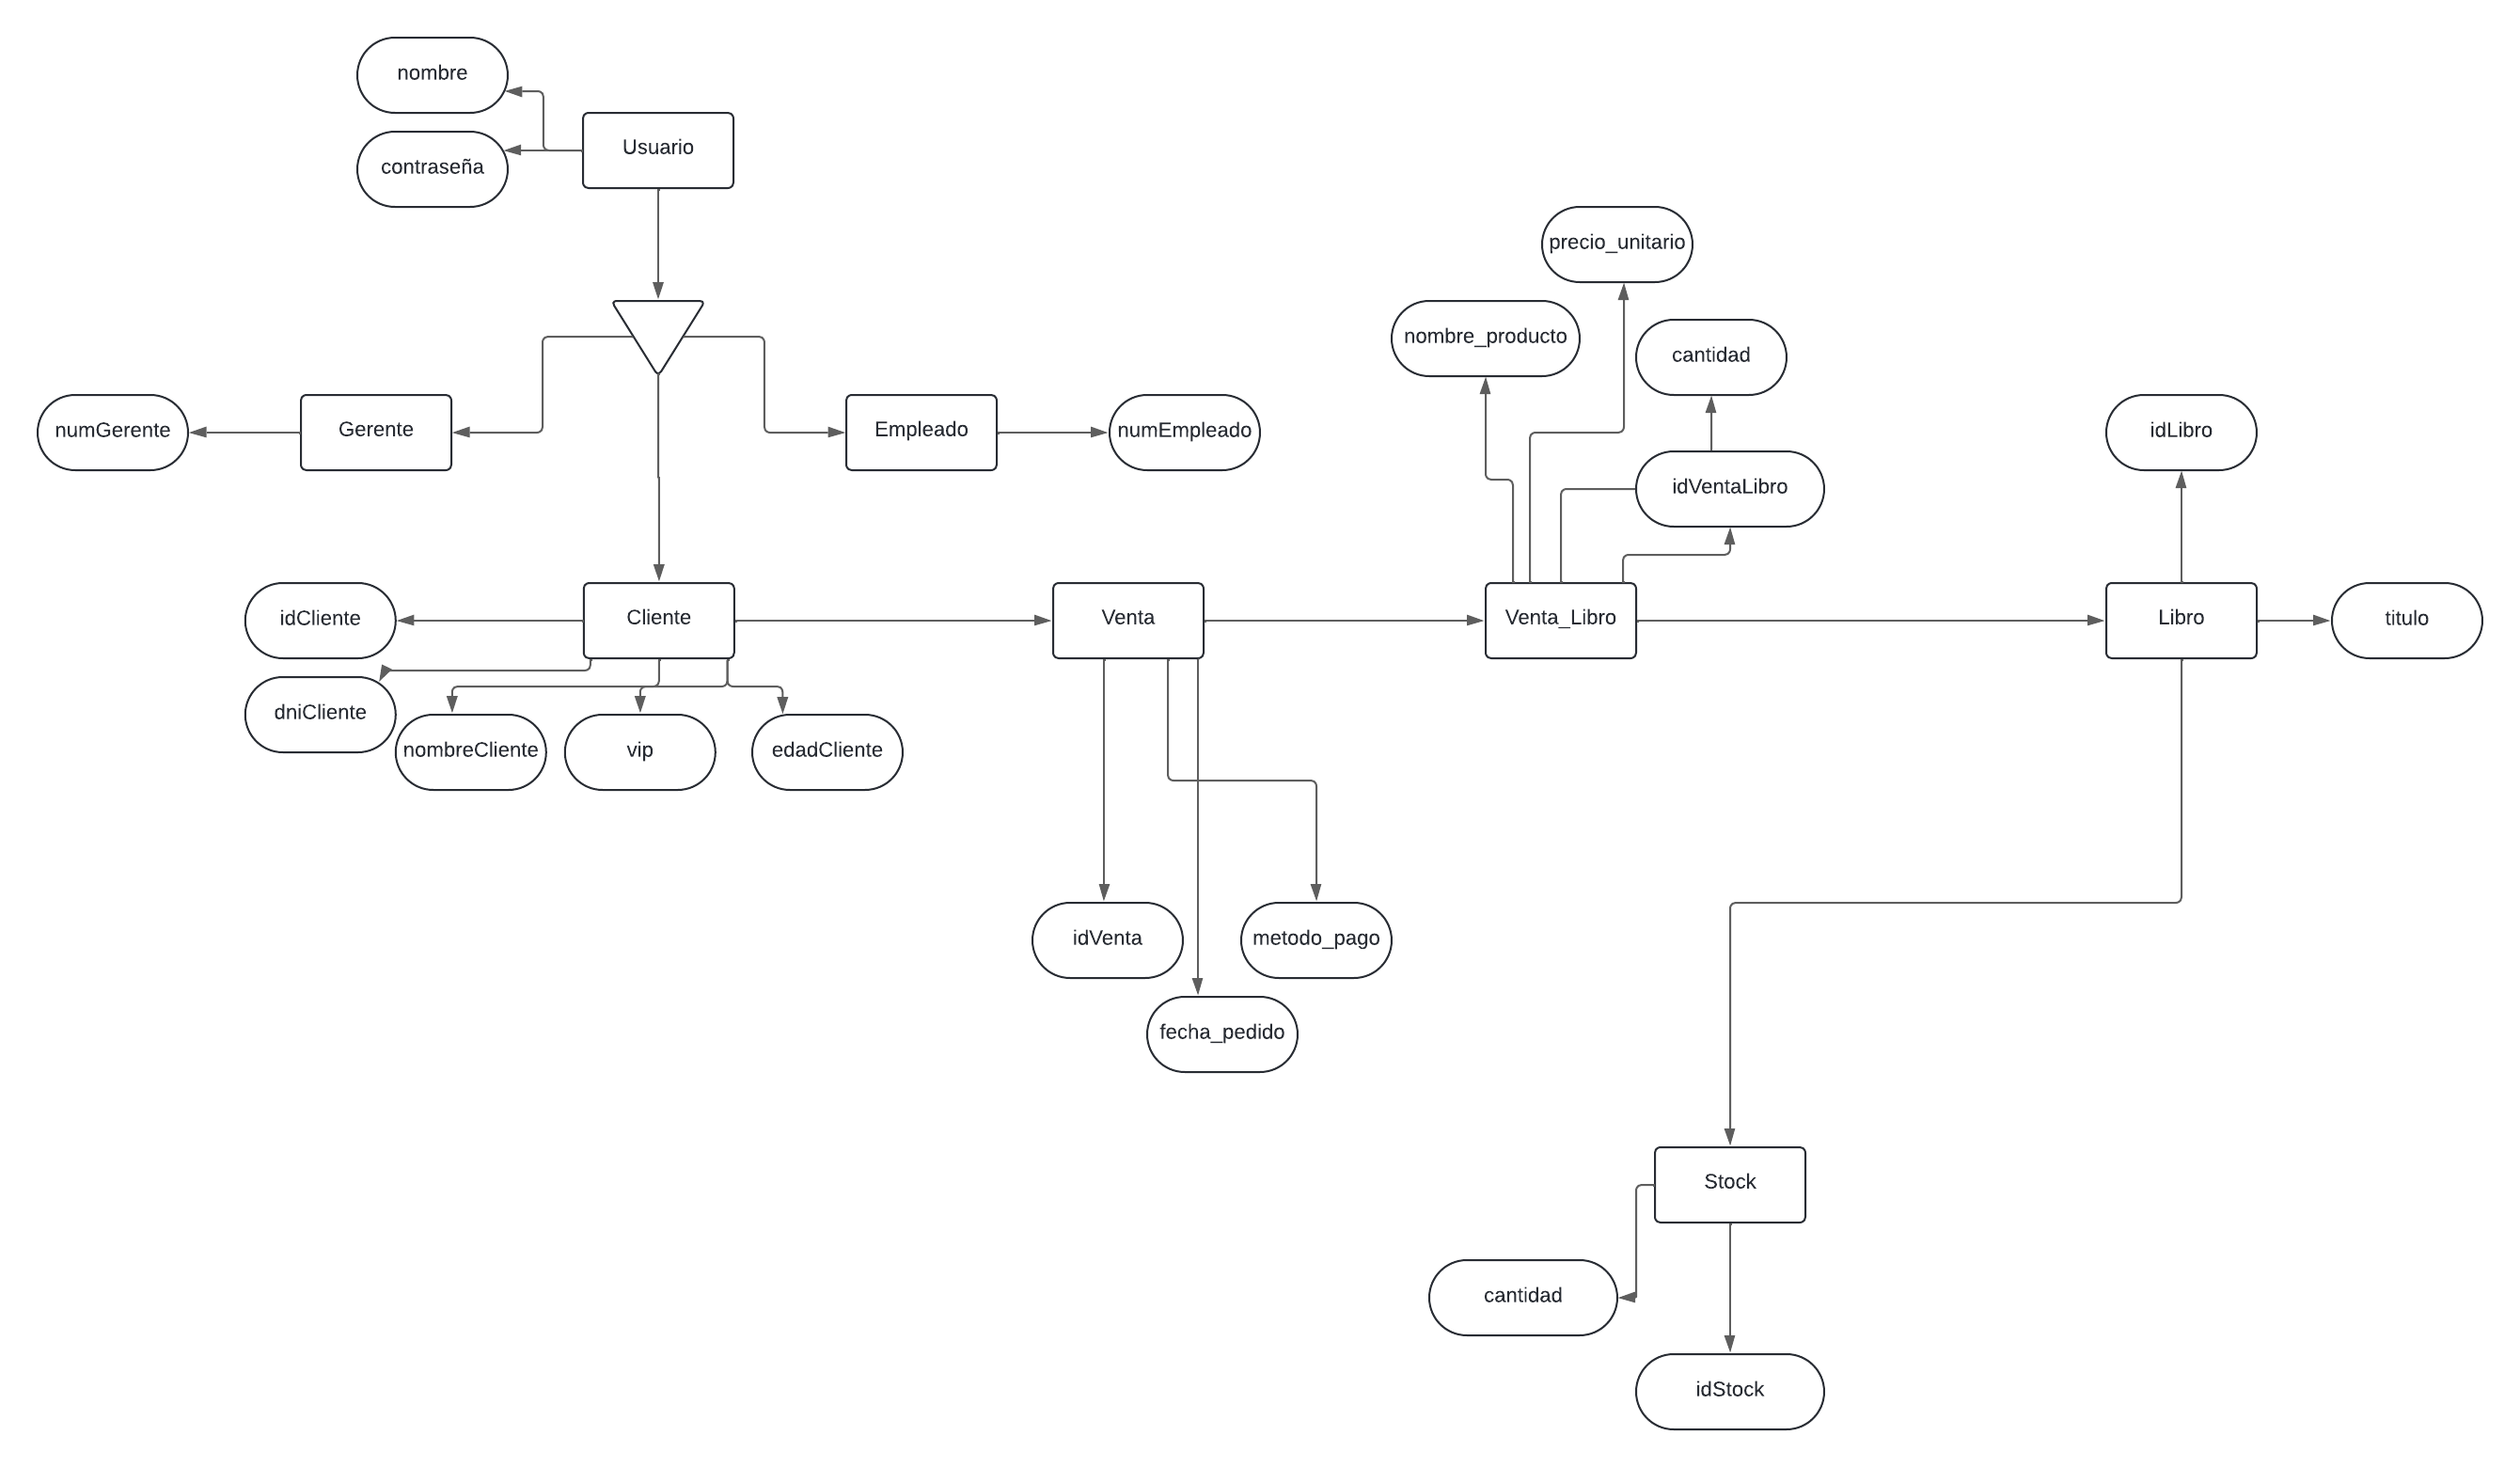 nombre
Usuario
contraseña
precio_unitario
nombre_producto
cantidad
numGerente
Gerente
Empleado
numEmpleado
idLibro
idVentaLibro
idCliente
Cliente
Venta
Venta_Libro
Libro
titulo
dniCliente
nombreCliente
vip
edadCliente
idVenta
metodo_pago
fecha_pedido
Stock
cantidad
idStock